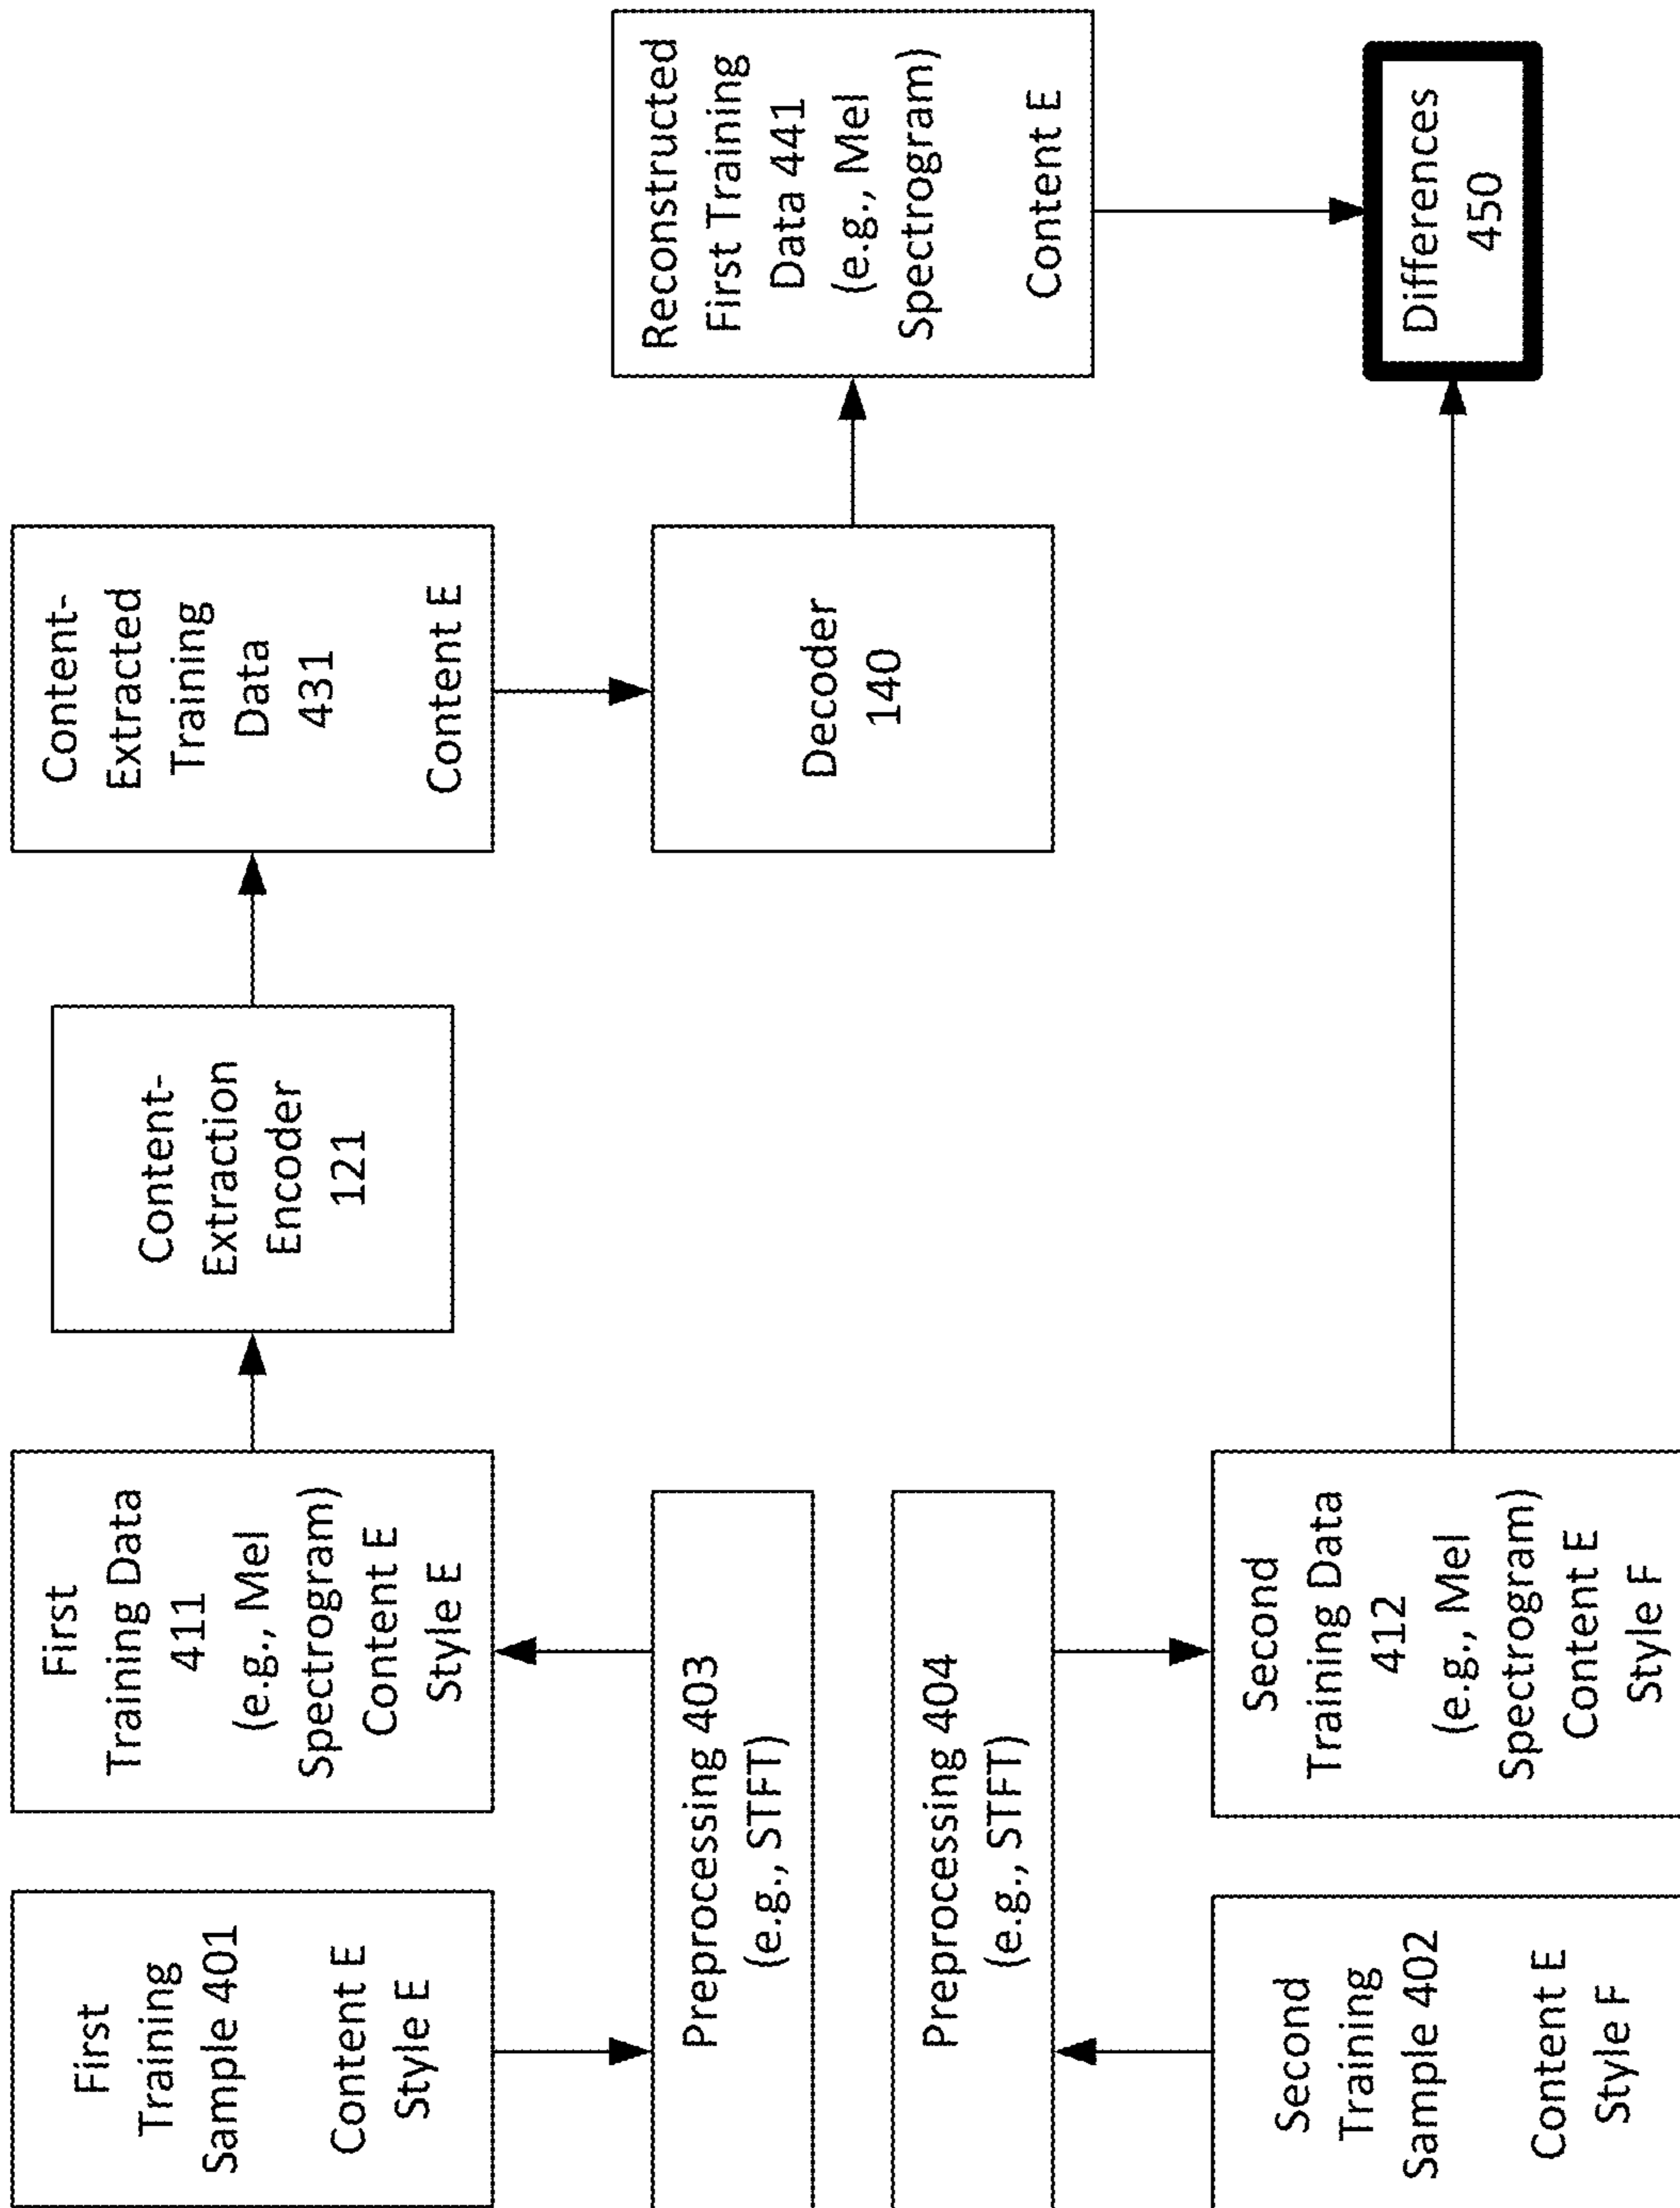 First
Training
Sample 401
Content E
Style E
Preprocessing 403
(e.g., STFT)
First
Training Data
411
(e.g., Mel
Spectrogram)
Content E
Style E
Content-
Extraction
Encoder
121
Content-
Extracted
Training
Data
431
Content E
Decoder
140
Reconstructed
First Training
Data 441
(e.g., Mel
Spectrogram)
Content E
Second
Training
Sample 402
Content E
Style F
Preprocessing 404
(e.g., STFT)
Second
Training Data
412
(e.g., Mel
Spectrogram)
Content E
Style F
Differences
450